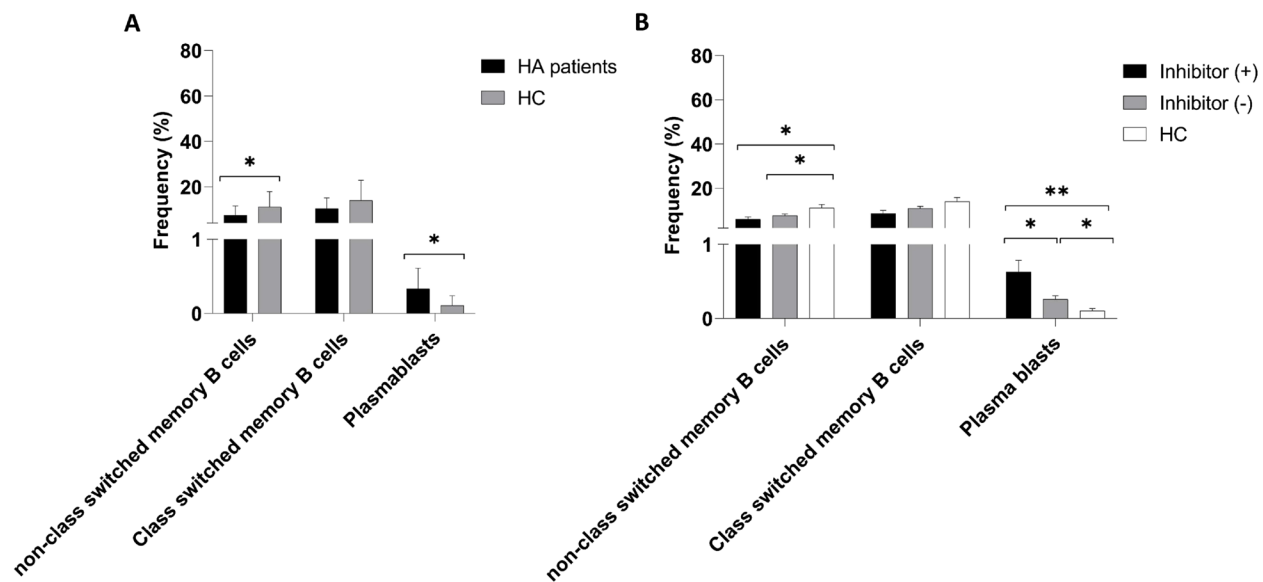 A
80
60
40
20
1
0
Frequency (%)
HA patients
HC
*
*
non-class switched memory B cells
Class switched memory B cells
Plasmablasts
B
80
60
40
20
1
0
Frequency (%)
Inhibitor (+)
Inhibitor (-)
HC
*
*
**
* *
non-class switched memory B cells
Class switched memory B cells
Plasma blasts